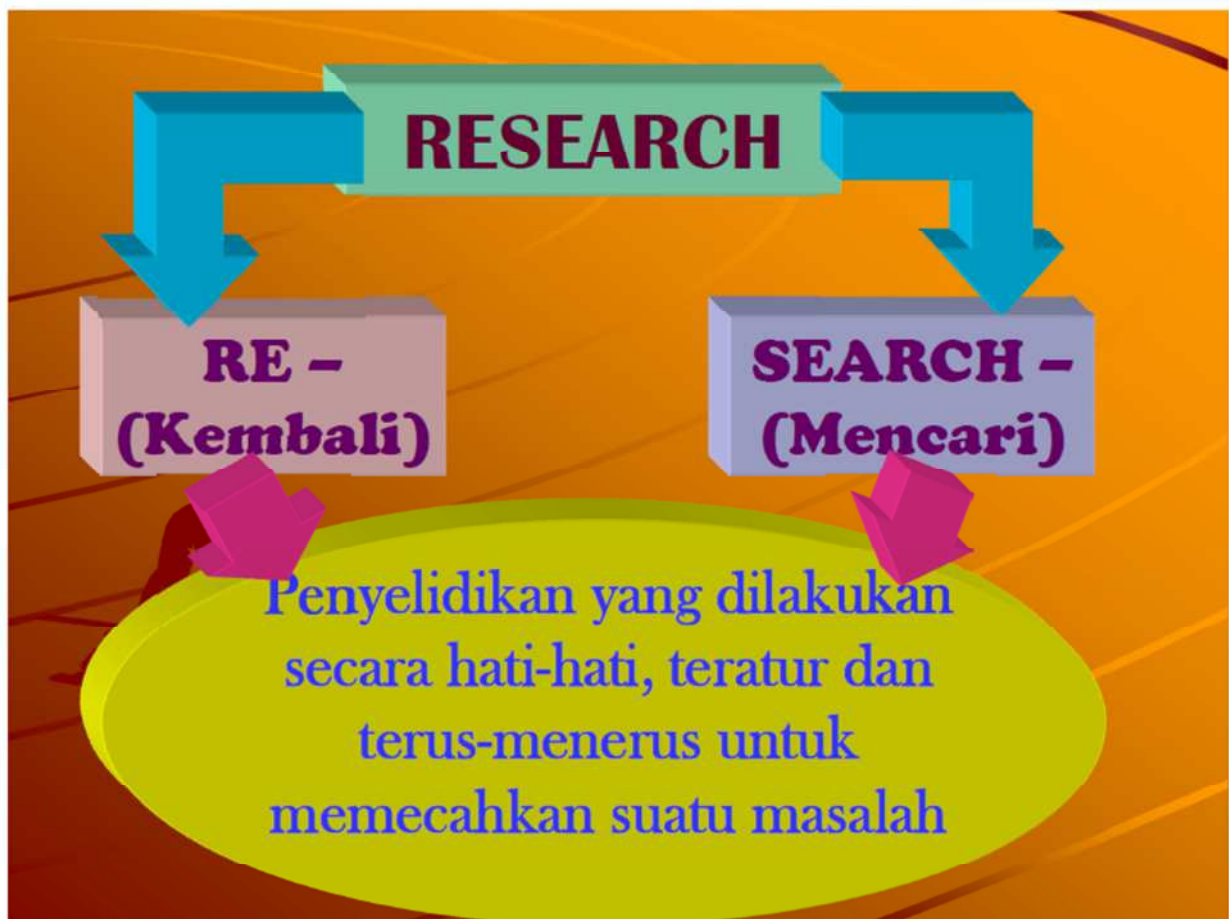 RESEARCH
RE –
(Kembali)
SEARCH –
(Mencari)
Penyelidikan yang dilakukan
secara hati-hati, teratur dan
terus-menerus untuk
memecahkan suatu masalah